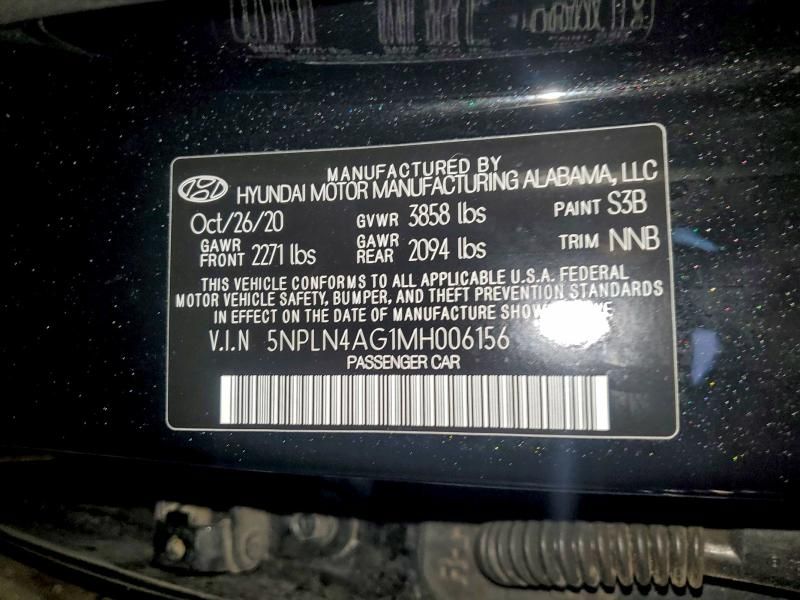 MANUFACTURED BY
HYUNDAI MOTOR MANUFACTURING ALABAMA, LLC
Oct/26/20 GVWR 3858 lbs PAINT S3B
GAWR FRONT 2271 lbs GAWR REAR 2094 lbs TRIM NNB
THIS VEHICLE CONFORMS TO ALL APPLICABLE U.S.A. FEDERAL
MOTOR VEHICLE SAFETY, BUMPER, AND THEFT PREVENTION STANDARDS
IN EFFECT ON THE DATE OF MANUFACTURE SHOWN
V.I.N 5NPLN4AG1MH006156
PASSENGER CAR